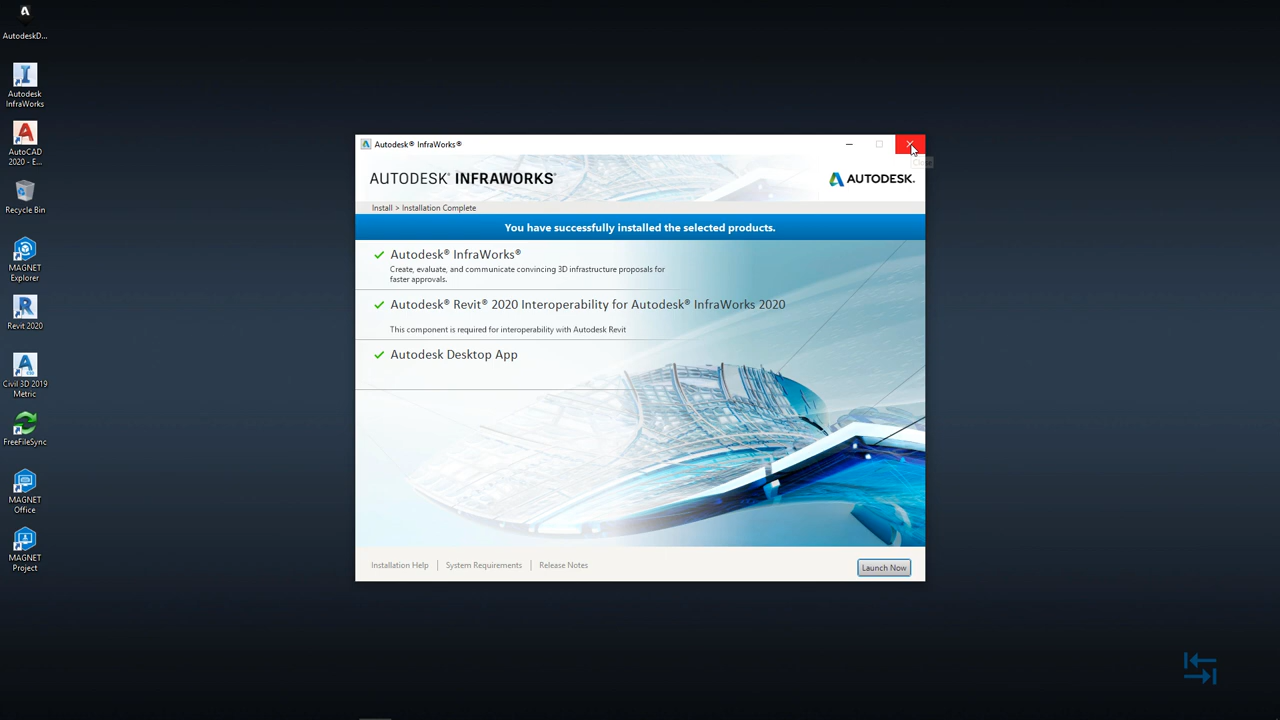 AutodeskD...
Autodesk
InfraWorks
AutoCAD
2020 - E...
Recycle Bin
MAGNET
Explorer
Revit 2020
Civil 3D 2019
Metric
FreeFileSync
MAGNET
Office
MAGNET
Project
Autodesk® InfraWorks®
AUTODESK® INFRAWORKS®
AUTODESK.
Install > Installation Complete
You have successfully installed the selected products.
Autodesk® InfraWorks®
Create, evaluate, and communicate convincing 3D infrastructure proposals for
faster approvals.
Autodesk® Revit® 2020 Interoperability for Autodesk® InfraWorks 2020
This component is required for interoperability with Autodesk Revit
Autodesk Desktop App
Installation Help
System Requirements
Release Notes
Launch Now